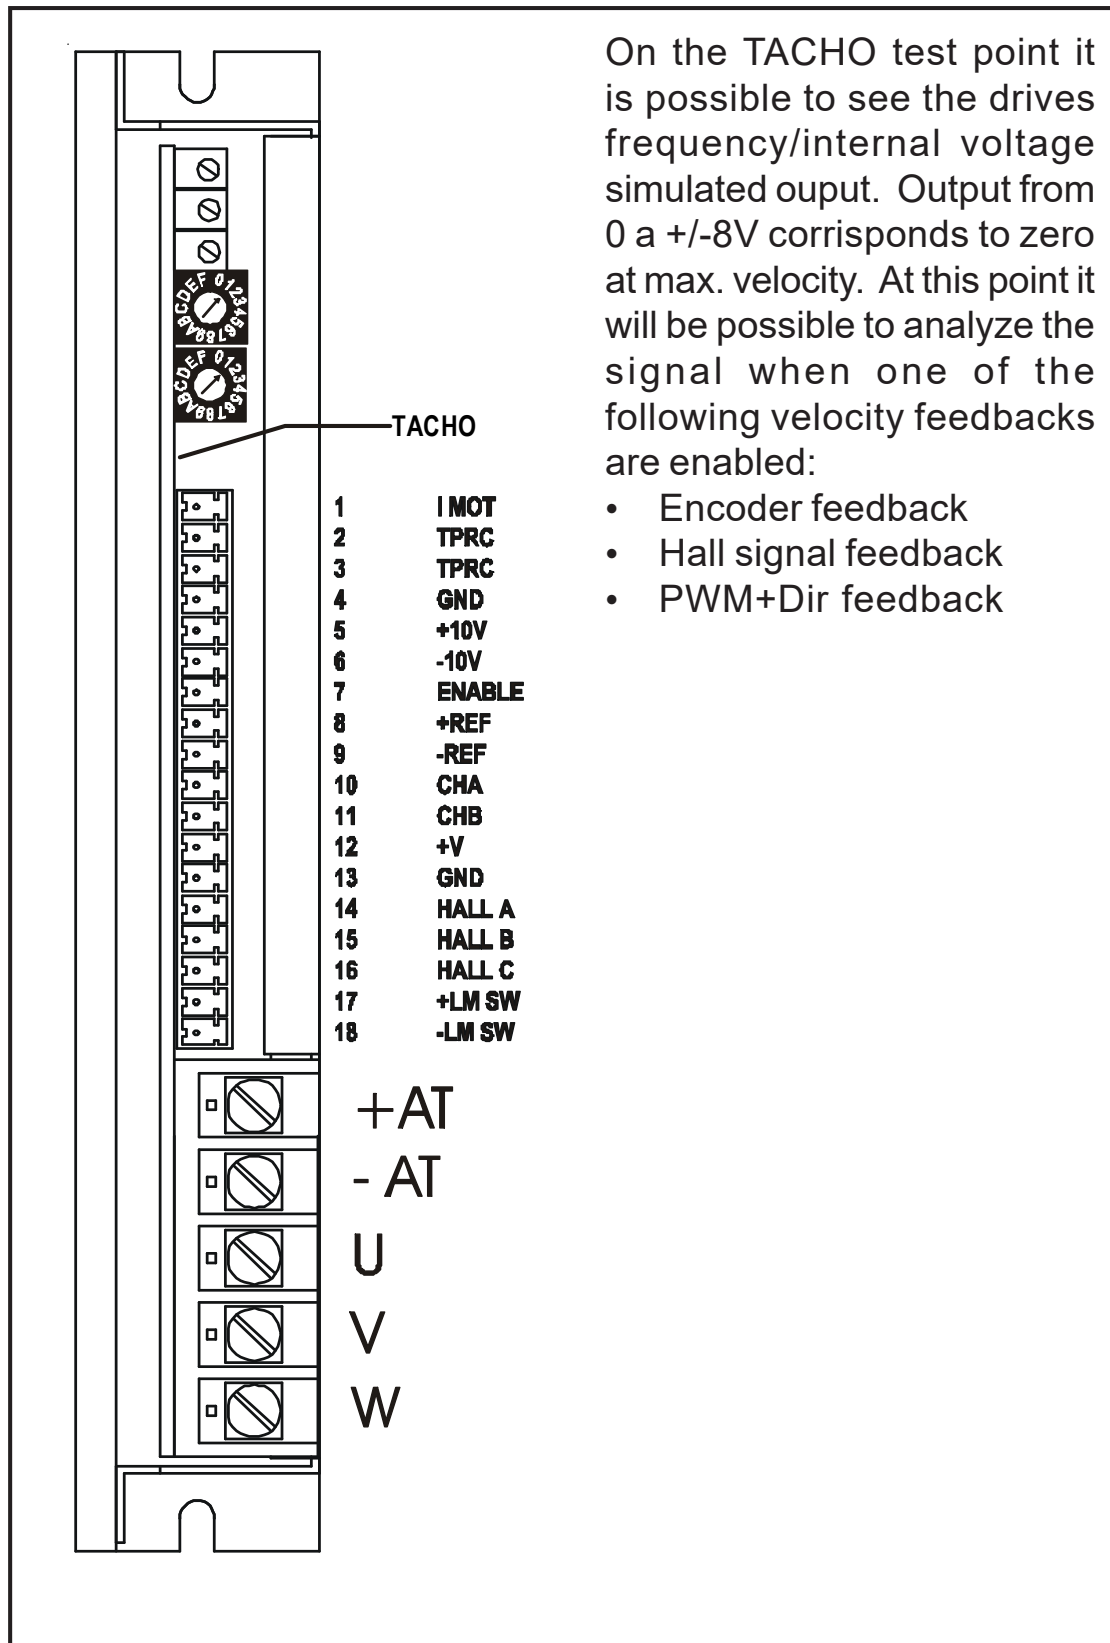 On the TACHO test point it
is possible to see the drives
frequency/internal voltage
simulated ouput. Output from
0 a +/-8V corrisponds to zero
at max. velocity. At this point it
will be possible to analyze the
signal when one of the
following velocity feedbacks
are enabled:
• Encoder feedback
• Hall signal feedback
• PWM+Dir feedback
0123456789ABCDEF
0123456789ABCDEF
TACHO
1 I MOT
2 TPRC
3 TPRC
4 GND
5 +10V
6 -10V
7 ENABLE
8 +REF
9 -REF
10 CHA
11 CHB
12 +V
13 GND
14 HALL A
15 HALL B
16 HALL C
17 +LM SW
18 -LM SW
+AT
- AT
U
V
W